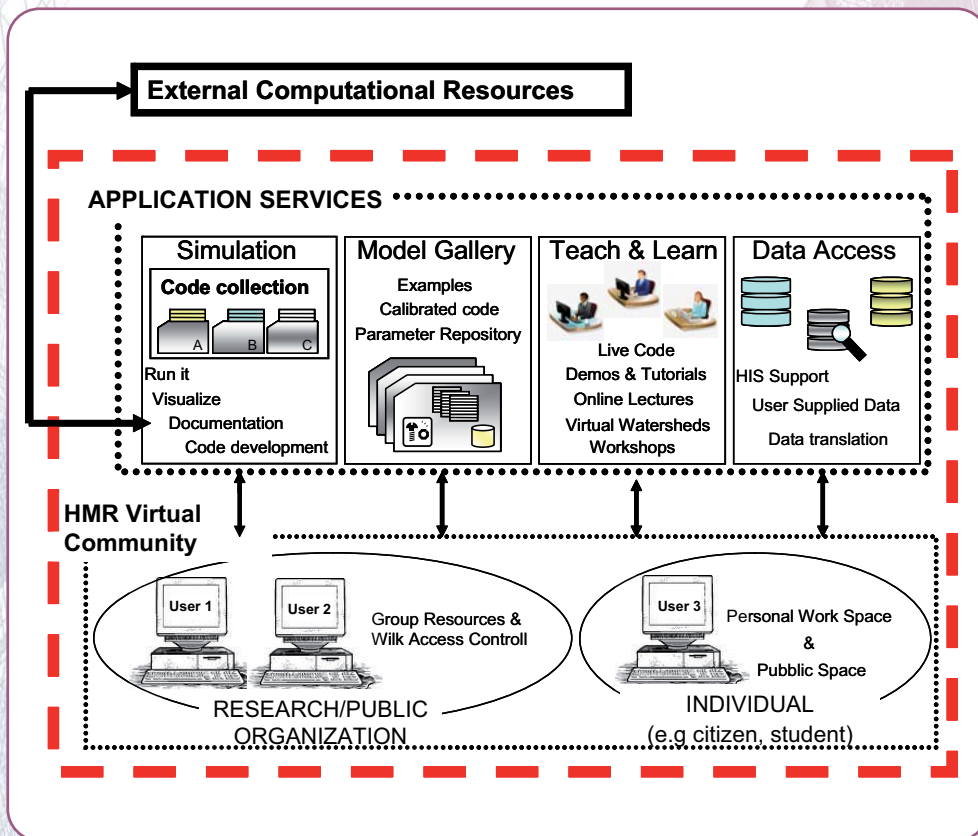 External Computational Resources
APPLICATION SERVICES
Simulation
Code collection
A
B
C
Run it
Visualize
Documentation
Code development
Model Gallery
Examples
Calibrated code
Parameter Repository
Teach & Learn
Live Code
Demos & Tutorials
Online Lectures
Virtual Watersheds
Workshops
Data Access
HIS Support
User Supplied Data
Data translation
HMR Virtual
Community
User 1
User 2
Group Resources &
Wilk Access Controll
RESEARCH/PUBLIC
ORGANIZATION
User 3
Personal Work Space
&
Pubblic Space
INDIVIDUAL
(e.g citizen, student)